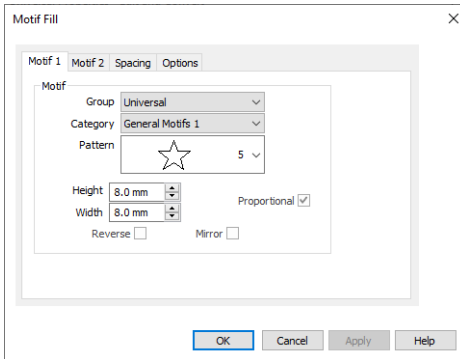 Motif Fill
Motif 1 Motif 2 Spacing Options
Motif
Group Universal
Category General Motifs 1
Pattern 5
Height 8.0 mm
Proportional
Width 8.0 mm
Reverse Mirror
OK Cancel Apply Help